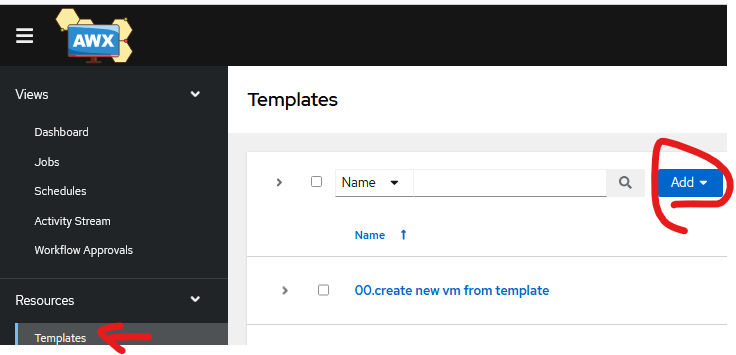 AWX
Views
Dashboard
Jobs
Schedules
Activity Stream
Workflow Approvals
Resources
Templates
Templates
Name
Add
Name
00.create new vm from template